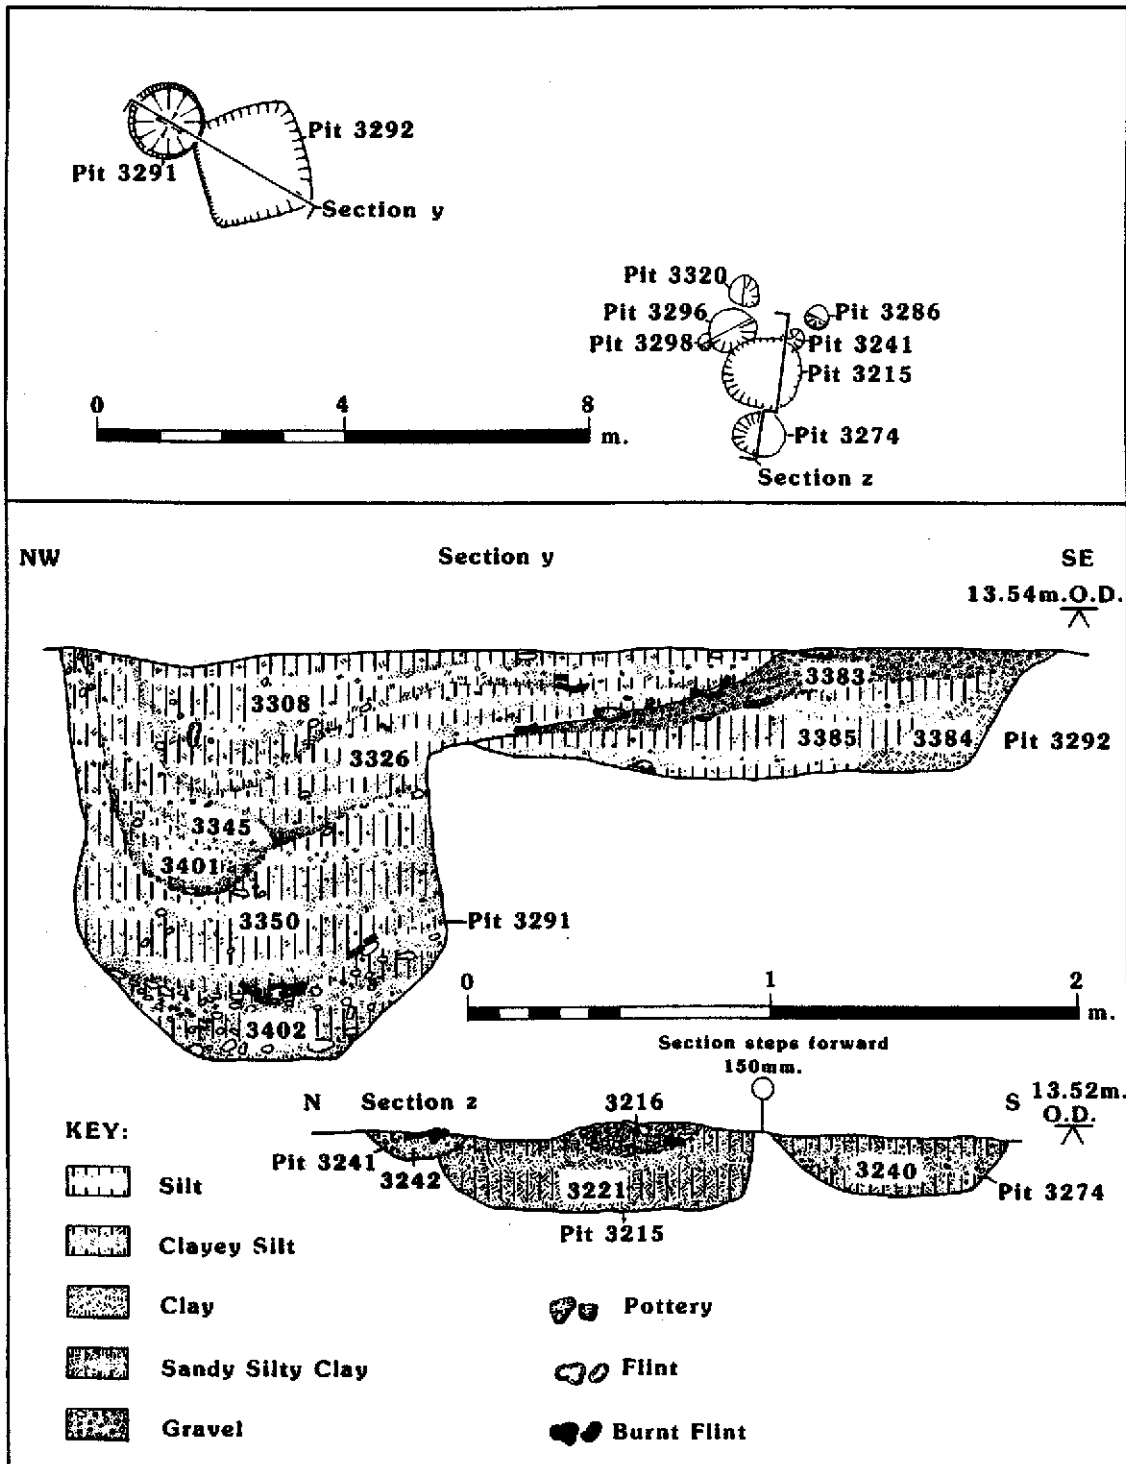 Pit 3292
Pit 3291
Section y
Pit 3320
Pit 3296
Pit 3286
Pit 3298
Pit 3241
Pit 3215
0 4 8
m.
Pit 3274
Section z
NW Section y SE
13.54m.O.D.
3308
3383
3326
3385 3384 Pit 3292
3345
3401
3350 Pit 3291
0 1 2
m.
3402
Section steps forward
150mm.
N Section z 3216 S 13.52m.
O.D.
KEY:
Pit 3241
3242
3221
3240
Pit 3274
Pit 3215
Silt
Clayey Silt
Clay
Pottery
Sandy Silty Clay
Flint
Gravel
Burnt Flint